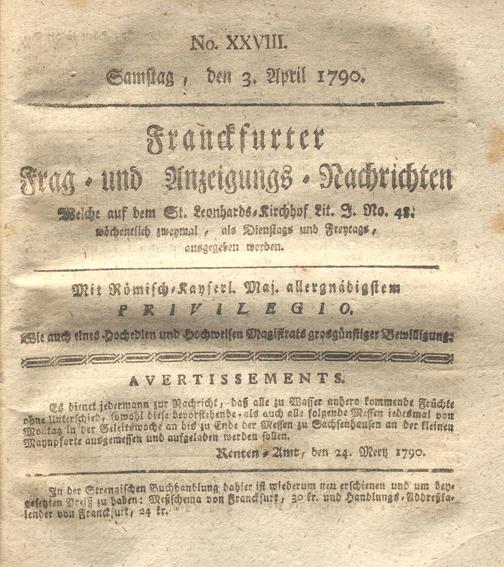 No. XXVIII.
Samstag, den 3. April 1790.
Franckfurter
Frag- und Anzeigungs-Nachrichten
Welche auf dem St. Leonhards-Kirchhof Lit. J. No. 48.
wöchentlich zweymal, als Dienstags und Freytags,
ausgegeben werden.
Mit Römisch-Kayserl. Maj. allergnädigstem
PRIVILEGIO.
Wie auch eines Hochedlen und Hochweisen Magistrats grosgünstiger Bewilligung:
AVERTISSEMENTS.
Es dienet jedermann zur Nachricht, daß alle zu Wasser anhero kommende Früchte
ohne Unterschied, sowohl diese bevorstehende, als auch alle folgende Messen jedesmal von
Montag in der Geleitswoche an bis zu Ende der Messen zu Sachsenhausen an der kleinen
Maynpforte ausgemessen und aufgeladen werden sollen.
Renten-Amt, den 24. Mertz 1790.
In der Strengischen Buchhandlung dahier ist wiederum neu erschienen und um bey-
gesetzten Preiß zu haben: Meßschema von Franckfurt, 30 kr. und Handlungs-Addreßka-
lender von Franckfurt, 24 kr.